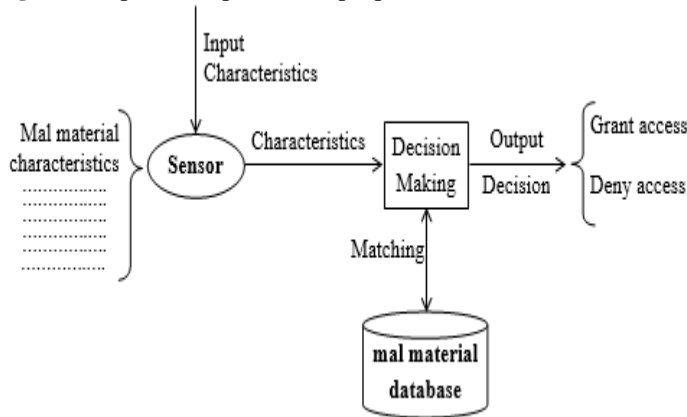 Input
Characteristics
Mal material
characteristics
Sensor
Characteristics
Decision
Making
Output
Decision
Grant access
Deny access
Matching
mal material
database